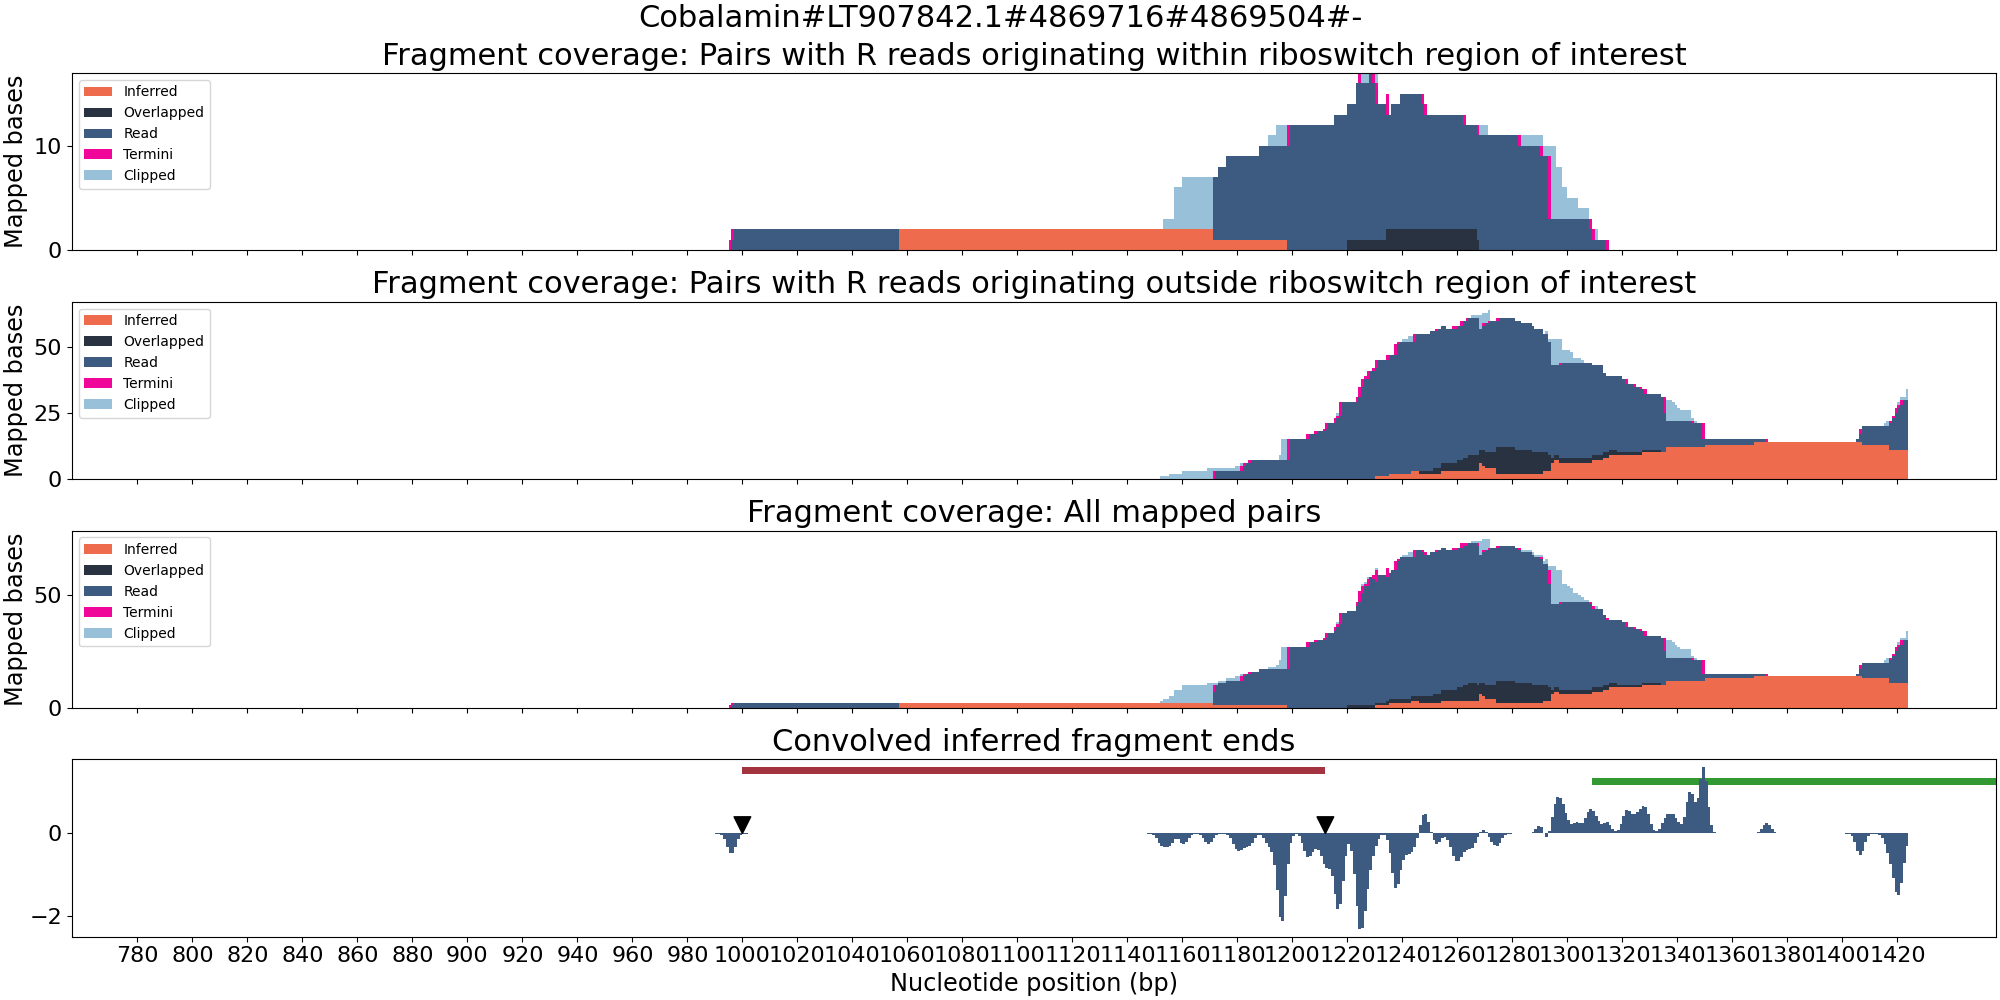 Cobalamin#LT907842.1#4869716#4869504#-
Fragment coverage: Pairs with R reads originating within riboswitch region of interest
Mapped bases
10
0
Inferred
Overlapped
Read
Termini
Clipped
Fragment coverage: Pairs with R reads originating outside riboswitch region of interest
Mapped bases
50
25
0
Inferred
Overlapped
Read
Termini
Clipped
Fragment coverage: All mapped pairs
Mapped bases
50
0
Inferred
Overlapped
Read
Termini
Clipped
Convolved inferred fragment ends
0
−2
780 800 820 840 860 880 900 920 940 960 980 1000 1020 1040 1060 1080 1100 1120 1140 1160 1180 1200 1220 1240 1260 1280 1300 1320 1340 1360 1380 1400 1420
Nucleotide position (bp)